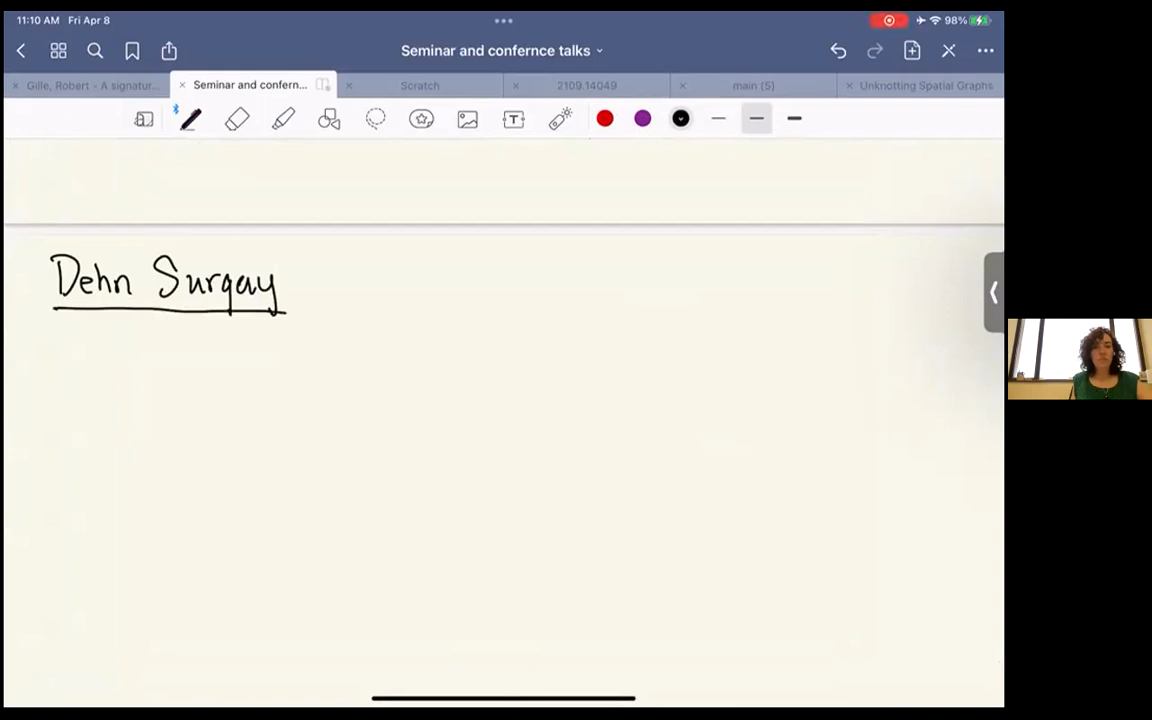 11:10 AM Fri Apr 8
98%
Seminar and confernce talks
Gille, Robert - A signatur...
Seminar and confern...
Scratch
2109.14049
main (5)
Unknotting Spatial Graphs
T
Dehn Surgay